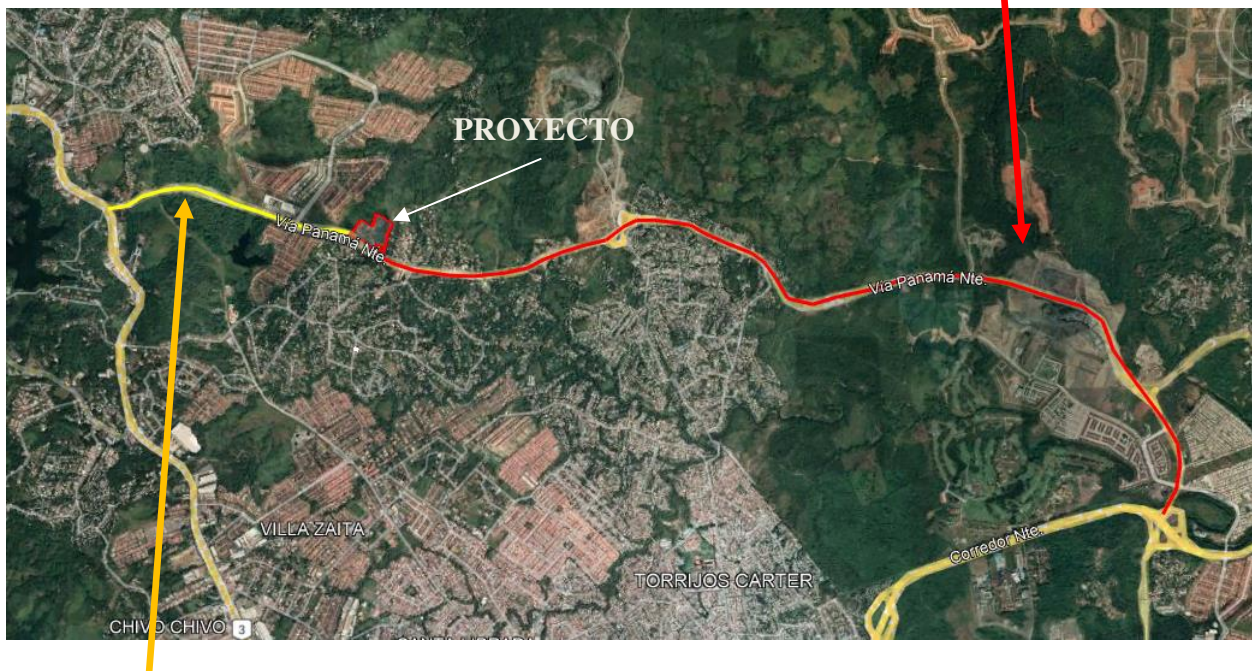 PROYECTO
Vía Panamá Nte.
Vía Panamá Nte.
Corredor Nte.
VILLA ZAITA
TORRIJOS CARTER
CHIVO CHIVO
3